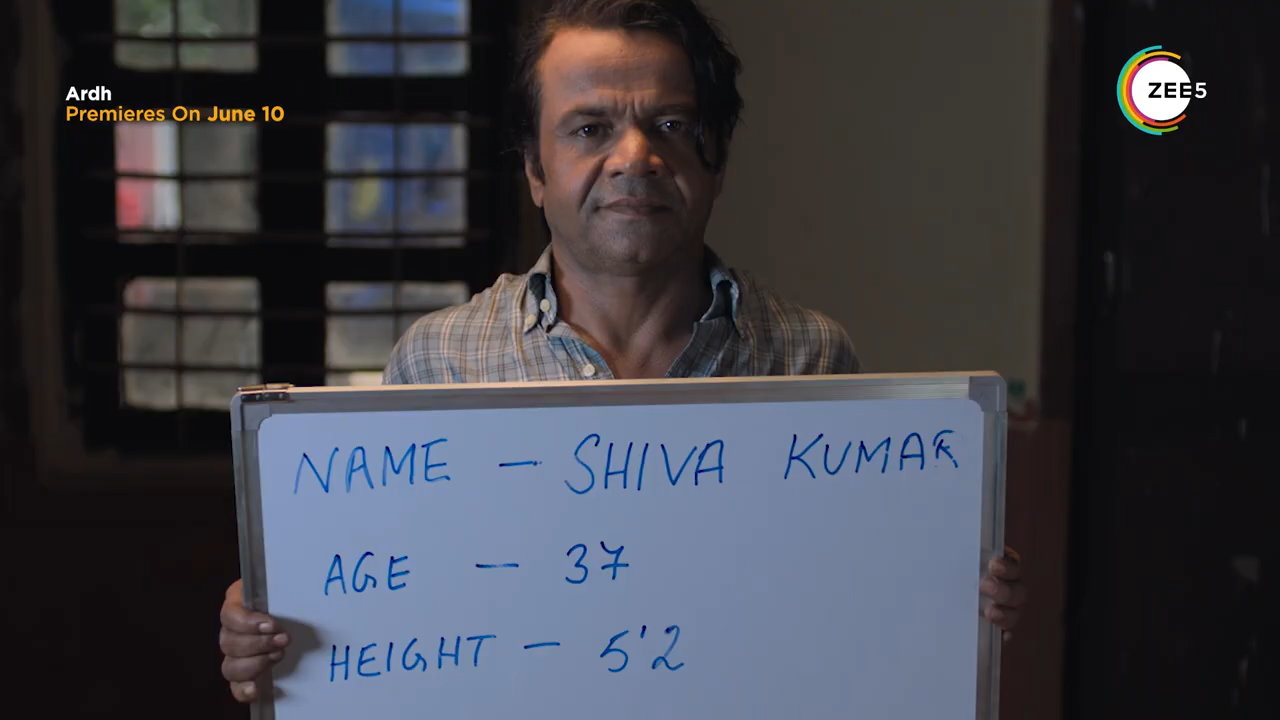 Ardh
Premieres On June 10
ZEE5
NAME - SHIVA KUMAR
AGE - 37
HEIGHT - 5'2